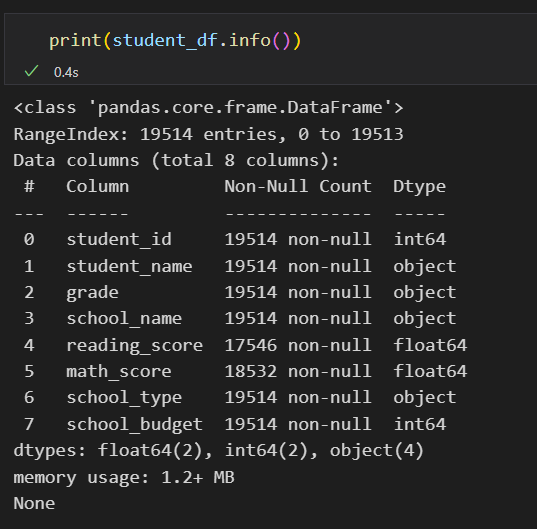 print(student_df.info())
0.4s
<class 'pandas.core.frame.DataFrame'>
RangeIndex: 19514 entries, 0 to 19513
Data columns (total 8 columns):
 #   Column          Non-Null Count  Dtype
---  ------          --------------  -----
 0   student_id      19514 non-null  int64
 1   student_name    19514 non-null  object
 2   grade           19514 non-null  object
 3   school_name     19514 non-null  object
 4   reading_score   17546 non-null  float64
 5   math_score      18532 non-null  float64
 6   school_type     19514 non-null  object
 7   school_budget   19514 non-null  int64
dtypes: float64(2), int64(2), object(4)
memory usage: 1.2+ MB
None